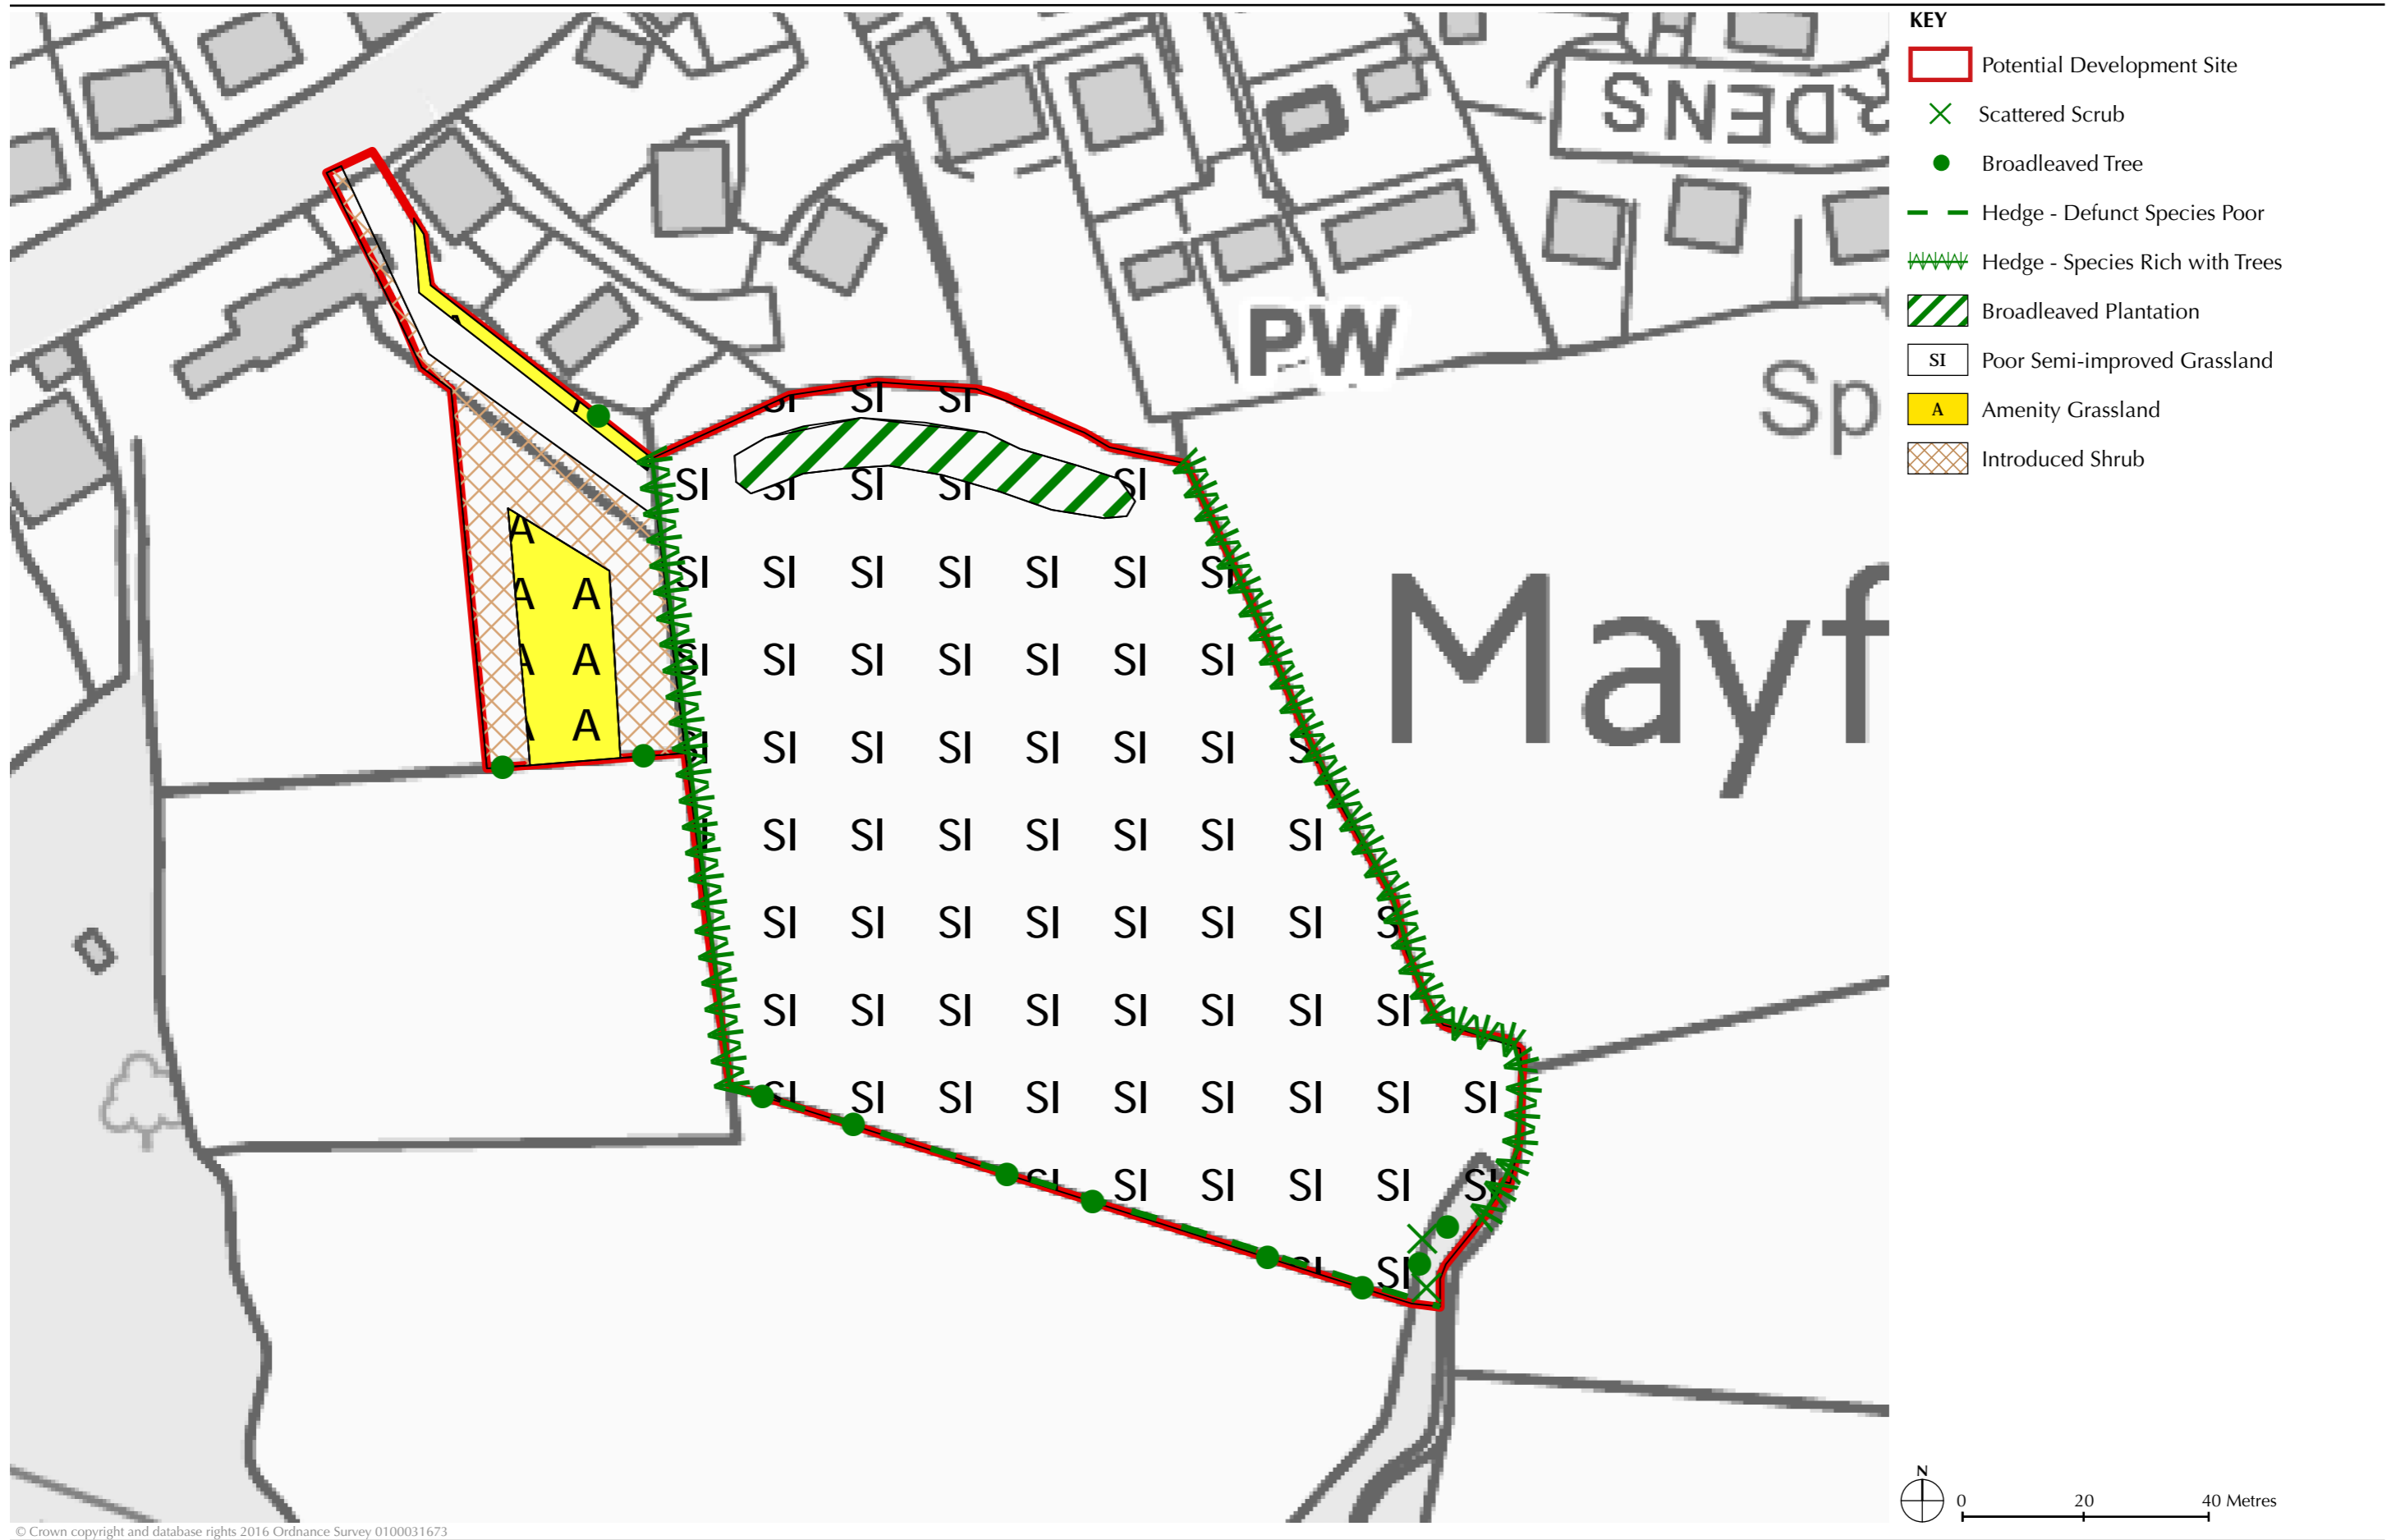 KEY
Potential Development Site
Scattered Scrub
Broadleaved Tree
Hedge - Defunct Species Poor
Hedge - Species Rich with Trees
Broadleaved Plantation
SI Poor Semi-improved Grassland
A Amenity Grassland
Introduced Shrub
DENS
PW
Sp
Mayf
SI SI SI
SI SI SI SI SI
A
SI SI SI SI SI SI SI
A A
SI SI SI SI SI SI SI
A A
SI SI SI SI SI SI SI S
A
SI SI SI SI SI SI SI
SI SI SI SI SI SI SI S
SI SI SI SI SI SI SI SI
SI SI SI SI SI SI SI SI SI
SI SI SI SI SI SI
SI SI
N
0 20 40 Metres
© Crown copyright and database rights 2016 Ordnance Survey 0100031673